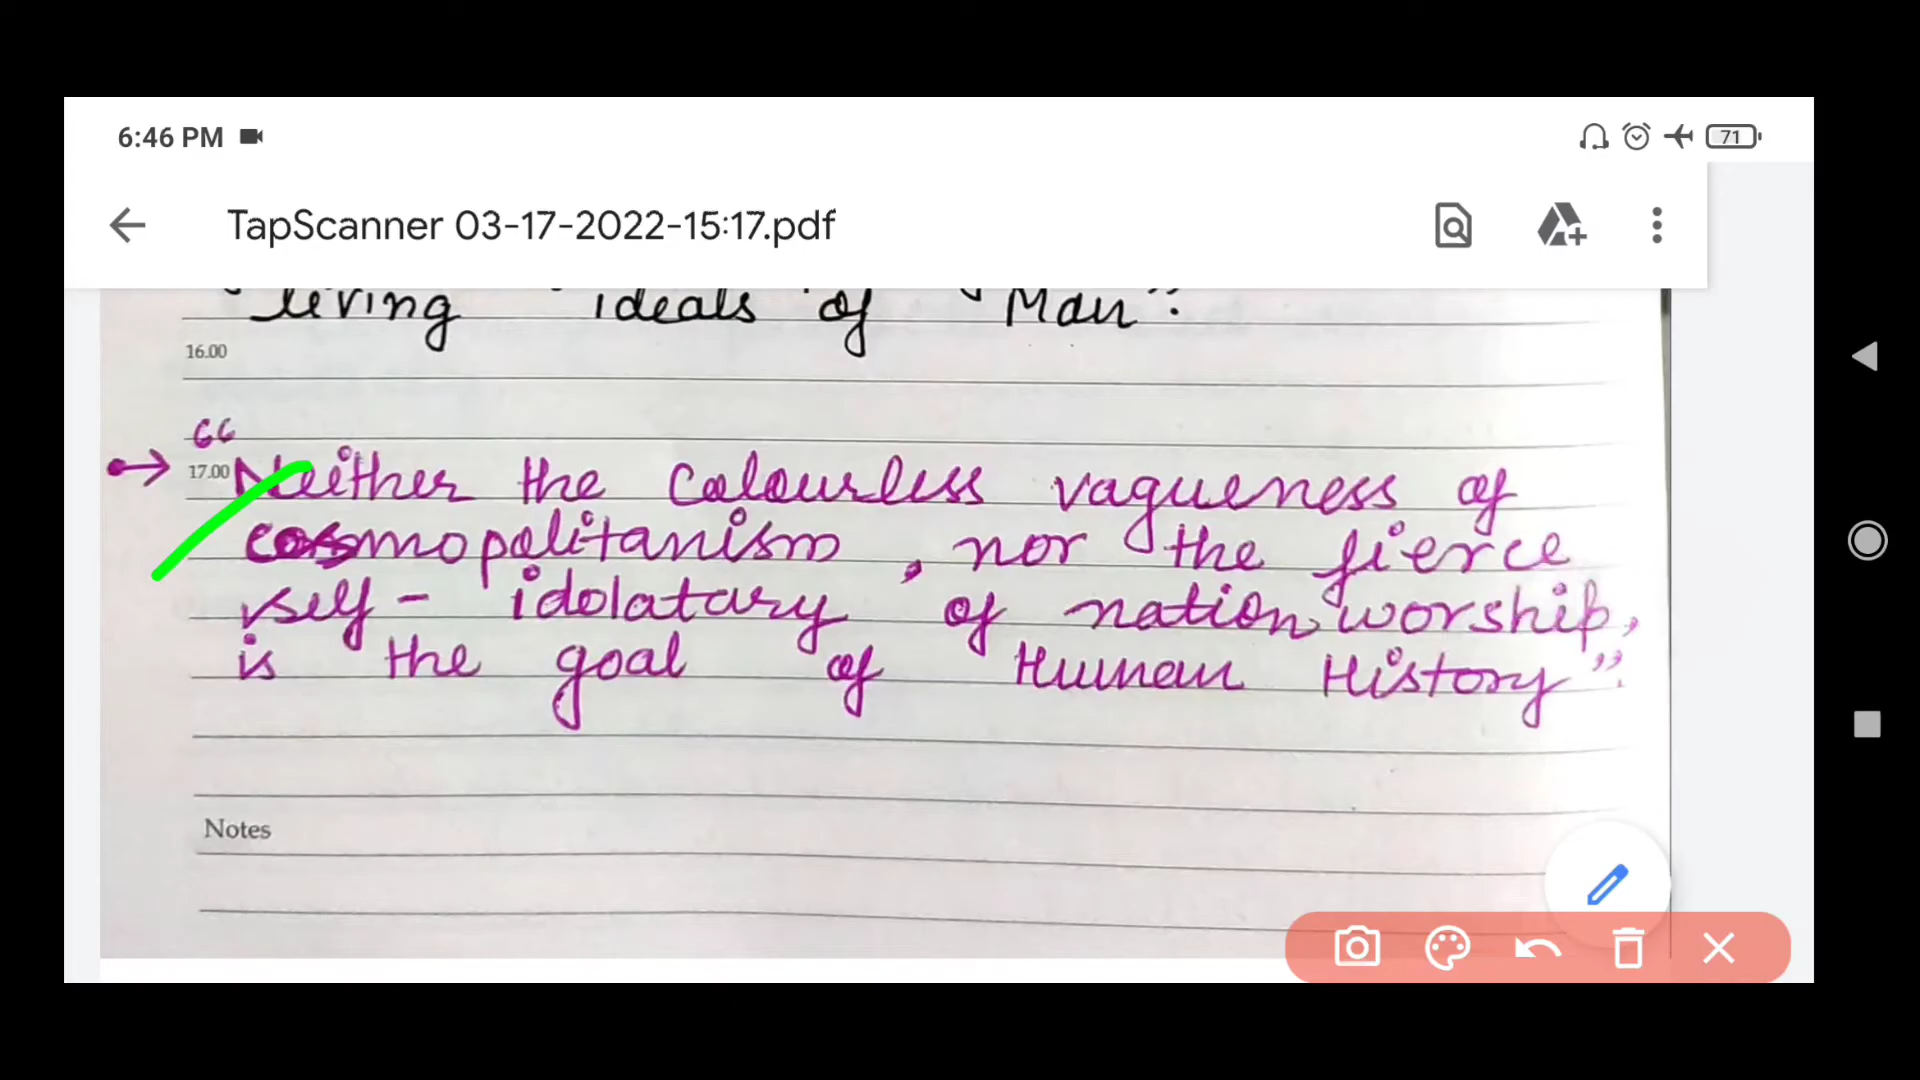 6:46 PM
71
TapScanner 03-17-2022-15:17.pdf
living ideals of Man".
16.00
17.00
"Neither the colourless vagueness of
cosmopolitanism, nor the fierce
self-idolatary of nation worship,
is the goal of Human History".
Notes